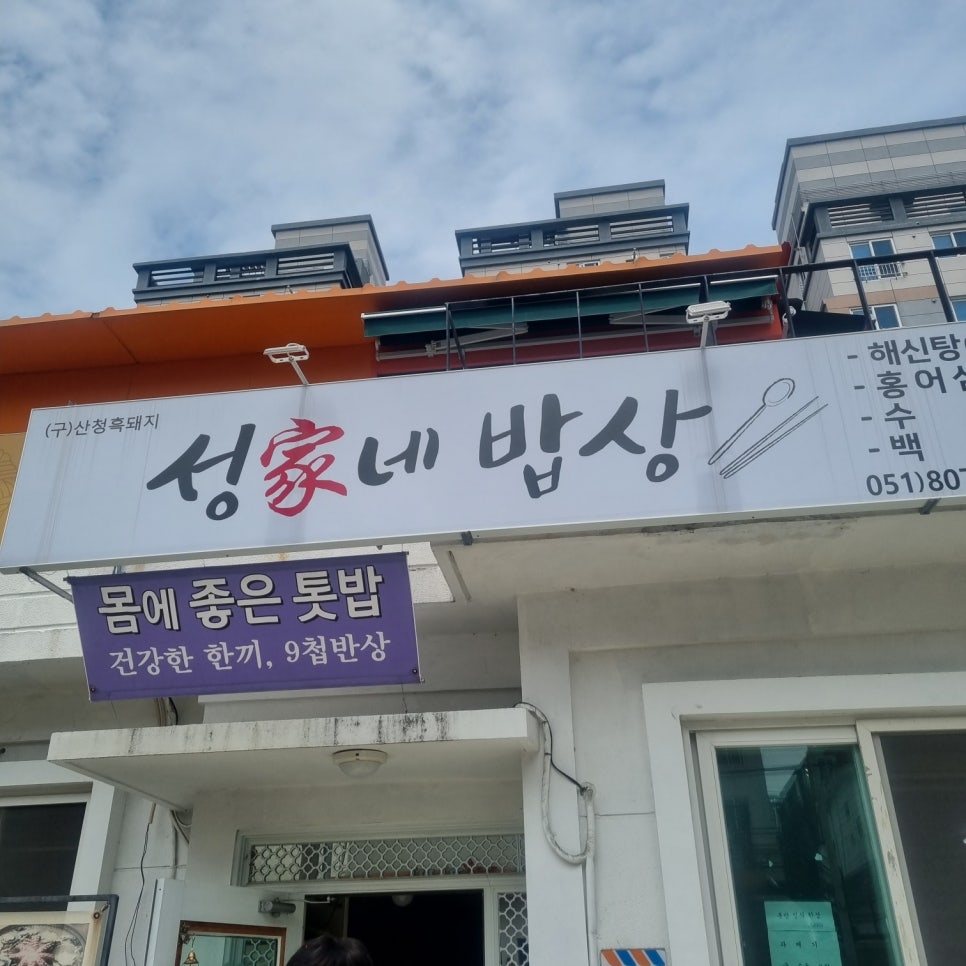 (구)산청흑돼지
성家네 밥상
- 해신탕
- 홍어
- 수
- 백
051)807
몸에 좋은 톳밥
건강한 한끼, 9첩반상